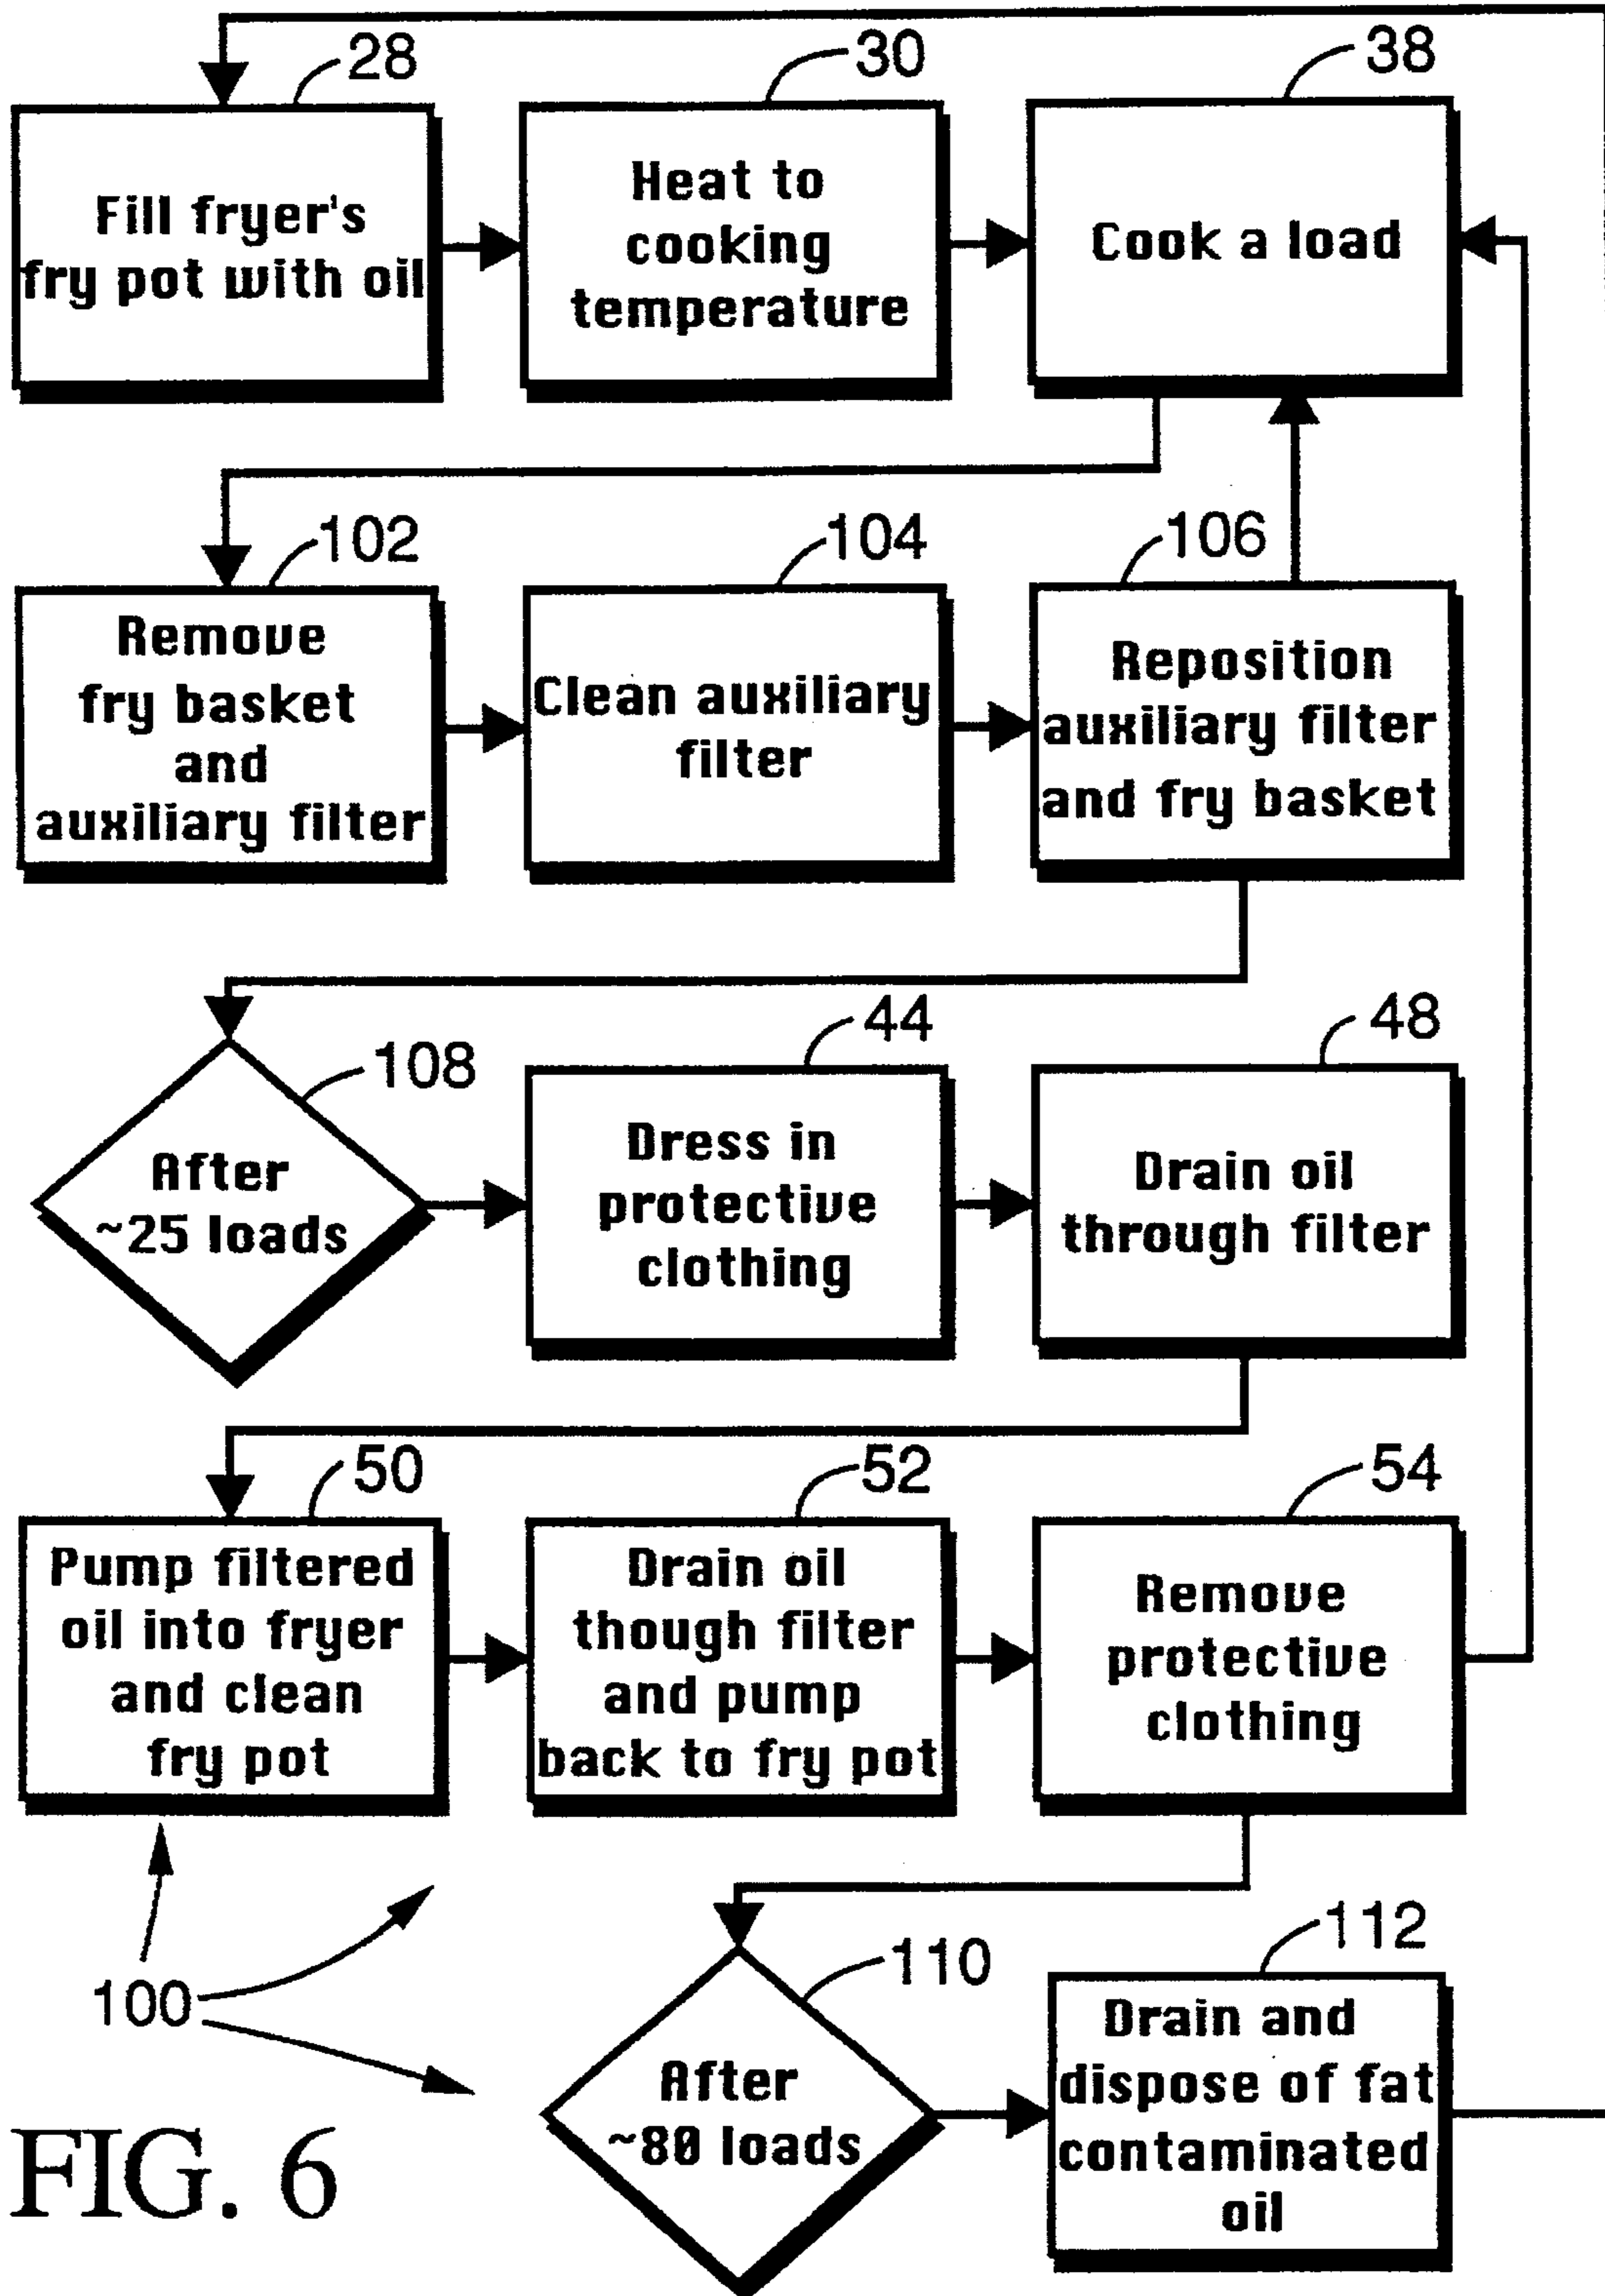 28
30
38
Fill fryer's
fry pot with oil
Heat to
cooking
temperature
Cook a load
102
104
106
Remove
fry basket
and
auxiliary filter
Clean auxiliary
filter
Reposition
auxiliary filter
and fry basket
108
44
48
After
~25 loads
Dress in
protective
clothing
Drain oil
through filter
50
52
54
Pump filtered
oil into fryer
and clean
fry pot
Drain oil
though filter
and pump
back to fry pot
Remove
protective
clothing
100
110
112
After
~80 loads
Drain and
dispose of fat
contaminated
oil
FIG. 6